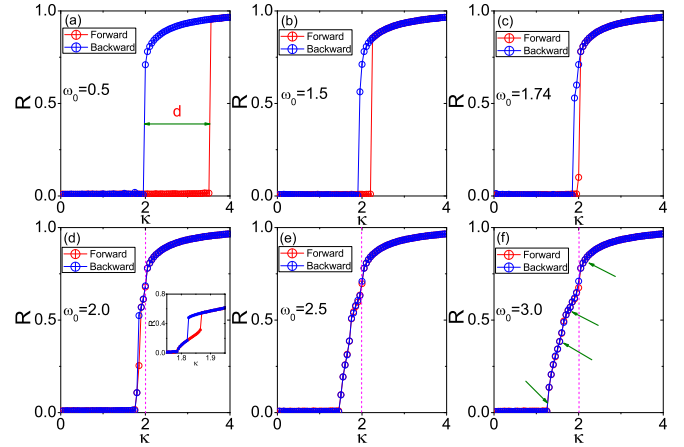 (a)
Forward
Backward
ω0=0.5
d
R
1.0
0.5
0.0
0 2 4
κ
(b)
Forward
Backward
ω0=1.5
R
1.0
0.5
0.0
0 2 4
κ
(c)
Forward
Backward
ω0=1.74
R
1.0
0.5
0.0
0 2 4
κ
(d)
Forward
Backward
ω0=2.0
R
1.0
0.5
0.0
0 2 4
κ
R
0.8
0.4
0.0
1.8 1.9
κ
(e)
Forward
Backward
ω0=2.5
R
1.0
0.5
0.0
0 2 4
κ
(f)
Forward
Backward
ω0=3.0
R
1.0
0.5
0.0
0 2 4
κ